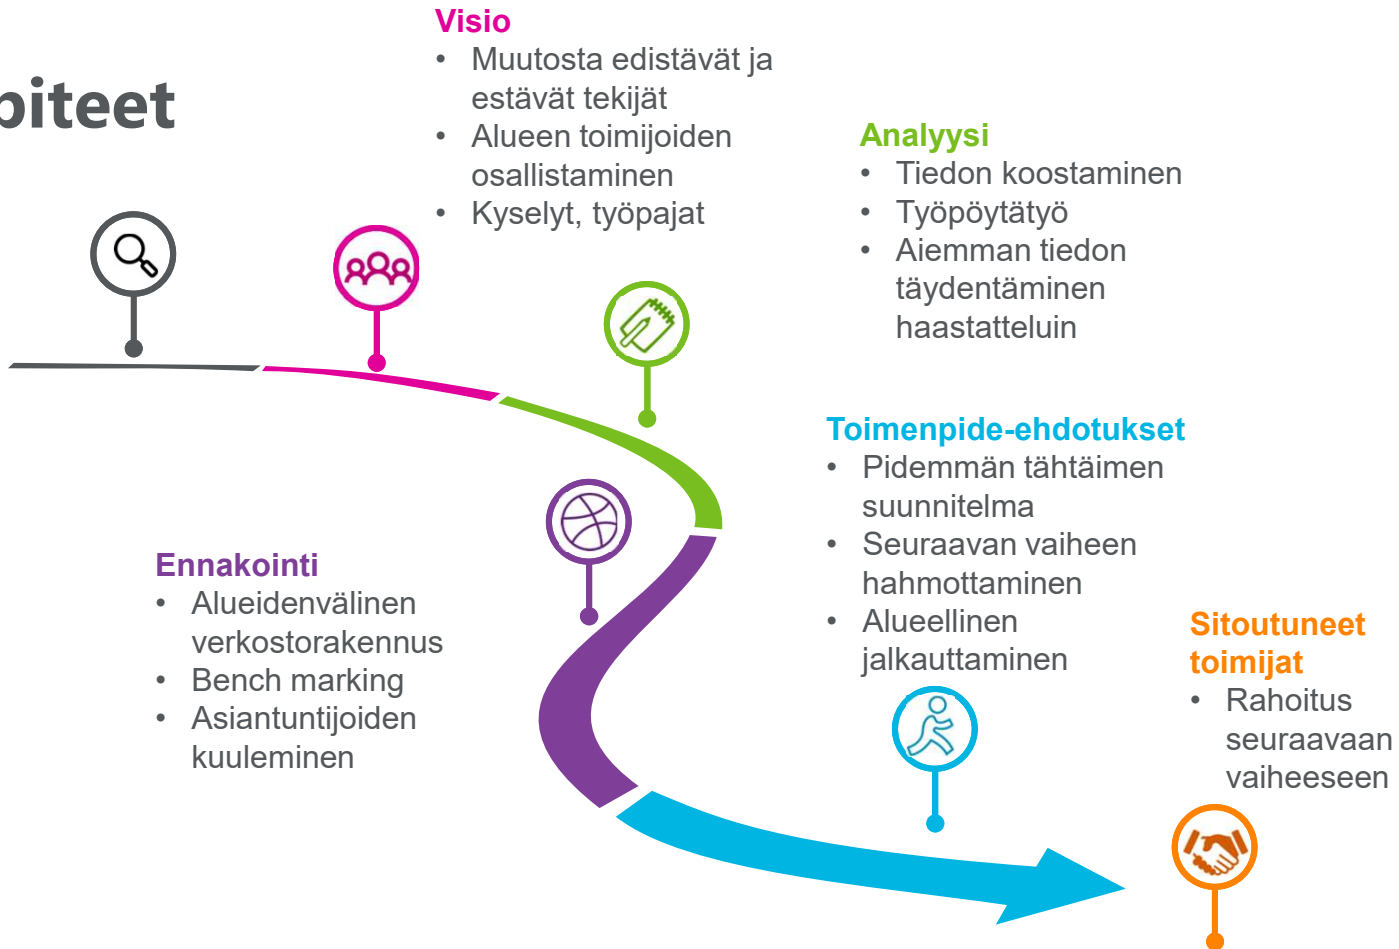 piteet
Visio
• Muutosta edistävät ja
estävät tekijät
• Alueen toimijoiden
osallistaminen
• Kyselyt, työpajat
Analyysi
• Tiedon koostaminen
• Työpöytätyö
• Aiemman tiedon
täydentäminen
haastatteluin
Ennakointi
• Alueidenvälinen
verkostorakennus
• Bench marking
• Asiantuntijoiden
kuuleminen
Toimenpide-ehdotukset
• Pidemmän tähtäimen
suunnitelma
• Seuraavan vaiheen
hahmottaminen
• Alueellinen
jalkauttaminen
Sitoutuneet
toimijat
• Rahoitus
seuraavaan
vaiheeseen